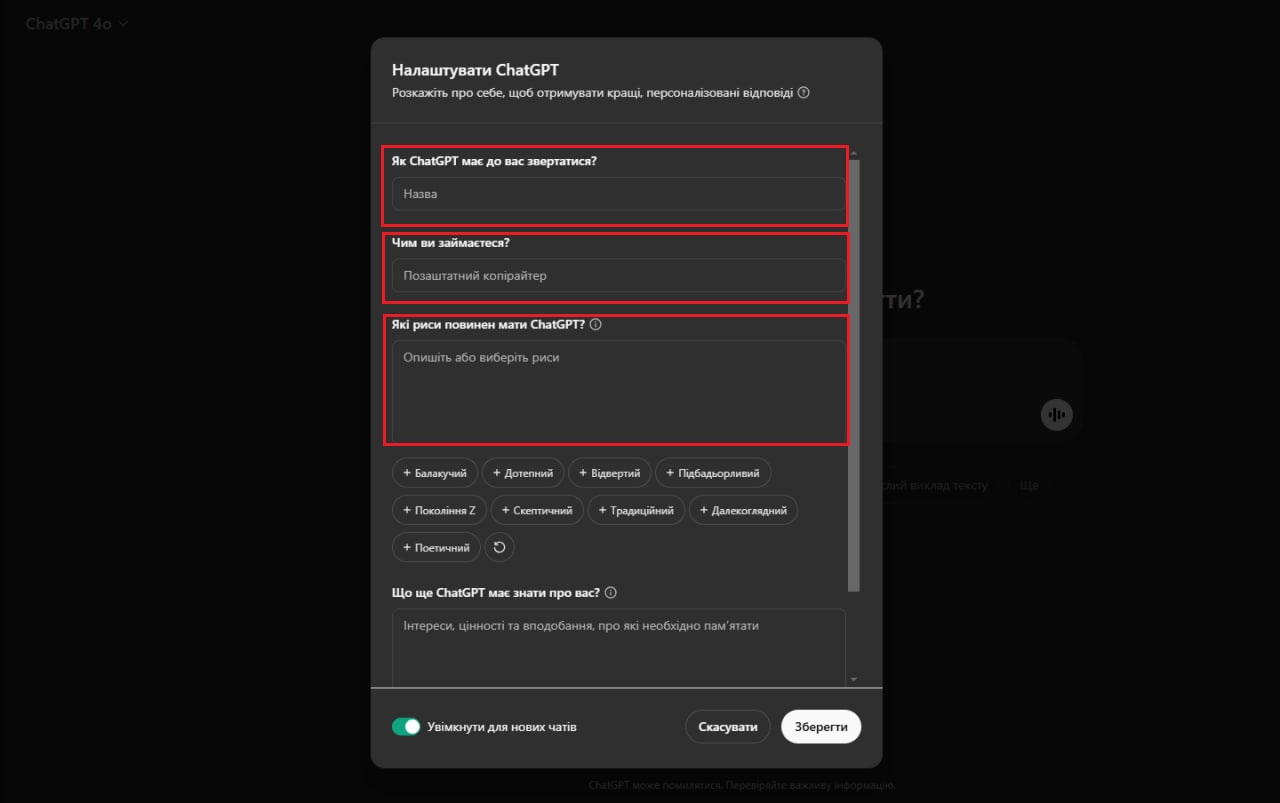 ChatGPT 4o
Налаштувати ChatGPT
Розкажіть про себе, щоб отримувати кращі, персоналізовані відповіді
Як ChatGPT має до вас звертатися?
Назва
Чим ви займаєтеся?
Позаштатний копірайтер
ти?
Які риси повинен мати ChatGPT?
Опишіть або виберіть риси
+ Балакучий + Дотепний + Відвертий + Підбадьорливий
слий виклад тексту Ще
+ Покоління Z + Скептичний + Традиційний + Далекоглядний
+ Поетичний
Що ще ChatGPT має знати про вас?
Інтереси, цінності та вподобання, про які необхідно пам’ятати
Увімкнути для нових чатів Скасувати Зберегти
ChatGPT може помилятися. Перевіряйте важливу інформацію.